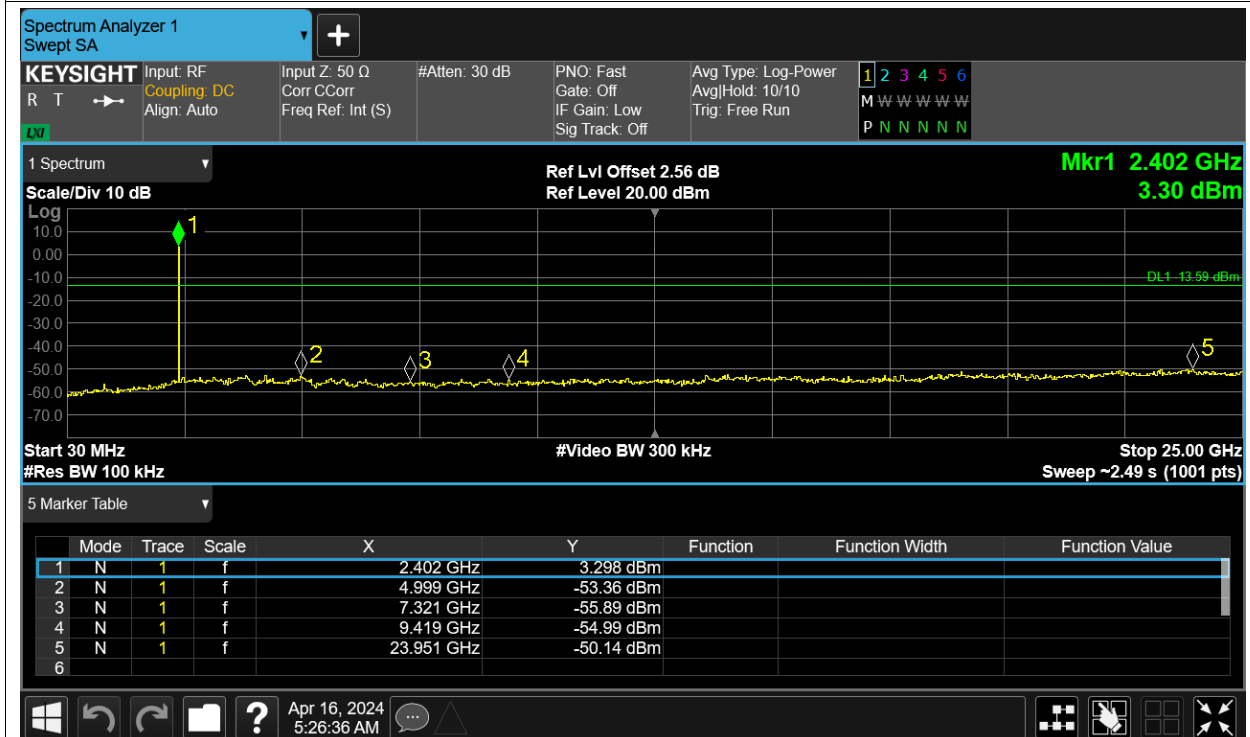 Spectrum Analyzer 1
Swept SA
+
KEYSIGHT Input: RF Input Z: 50 Ω #Atten: 30 dB PNO: Fast Avg Type: Log-Power 1 2 3 4 5 6
R T Coupling: DC Corr CCorr Gate: Off Avg|Hold: 10/10 M W W W W W W
Align: Auto Freq Ref: Int (S) IF Gain: Low Trig: Free Run P N N N N N N
LXI Sig Track: Off
1 Spectrum Ref Lvl Offset 2.56 dB Mkr1 2.402 GHz
Scale/Div 10 dB Ref Level 20.00 dBm 3.30 dBm
Log
10.0 1
0.00
-10.0 DL1 -13.59 dBm
-20.0
-30.0
-40.0 2 3 4 5
-50.0
-60.0
-70.0
Start 30 MHz #Video BW 300 kHz Stop 25.00 GHz
#Res BW 100 kHz Sweep ~2.49 s (1001 pts)
5 Marker Table
Mode Trace Scale X Y Function Function Width Function Value
1 N 1 f 2.402 GHz 3.298 dBm
2 N 1 f 4.999 GHz -53.36 dBm
3 N 1 f 7.321 GHz -55.89 dBm
4 N 1 f 9.419 GHz -54.99 dBm
5 N 1 f 23.951 GHz -50.14 dBm
6
? Apr 16, 2024
5:26:36 AM